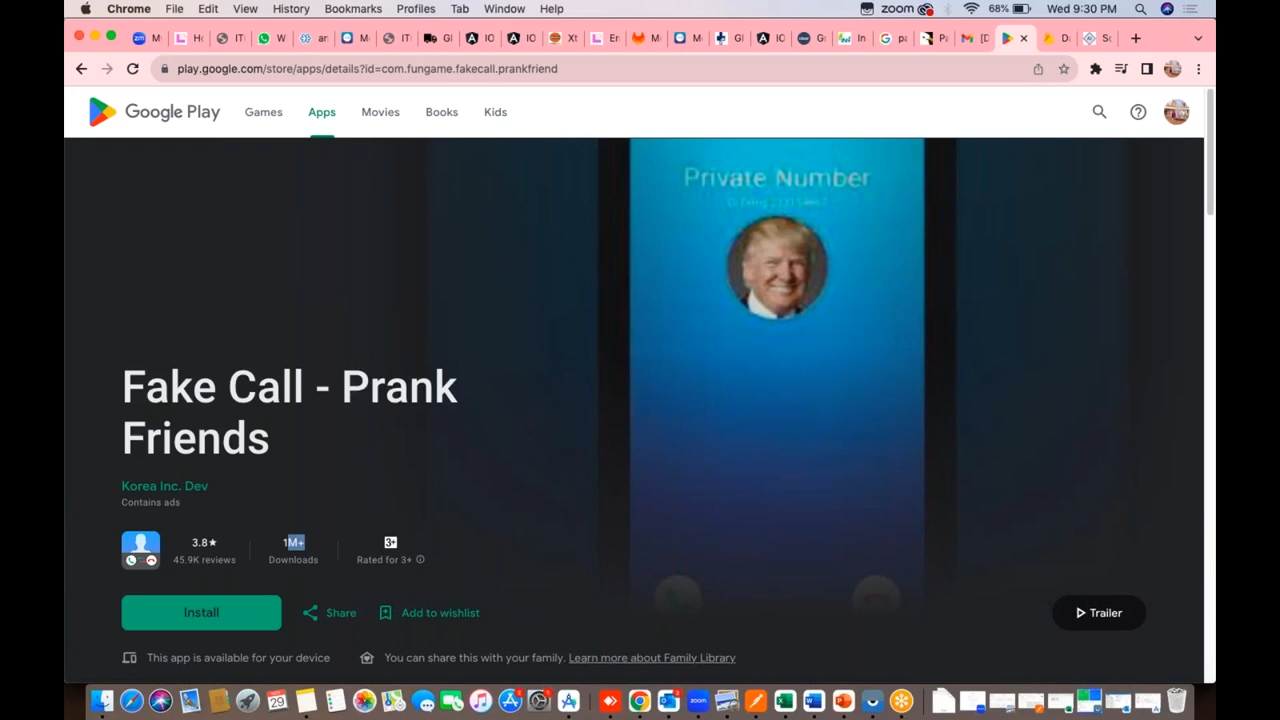 Chrome File Edit View History Bookmarks Profiles Tab Window Help zoom 68% Wed 9:30 PM
play.google.com/store/apps/details?id=com.fungame.fakecall.prankfriend
Google Play Games Apps Movies Books Kids
Private Number
Fake Call - Prank
Friends
Korea Inc. Dev
Contains ads
3.8★ 1M+ 3+
45.9K reviews Downloads Rated for 3+
Install Share Add to wishlist Trailer
This app is available for your device You can share this with your family. Learn more about Family Library